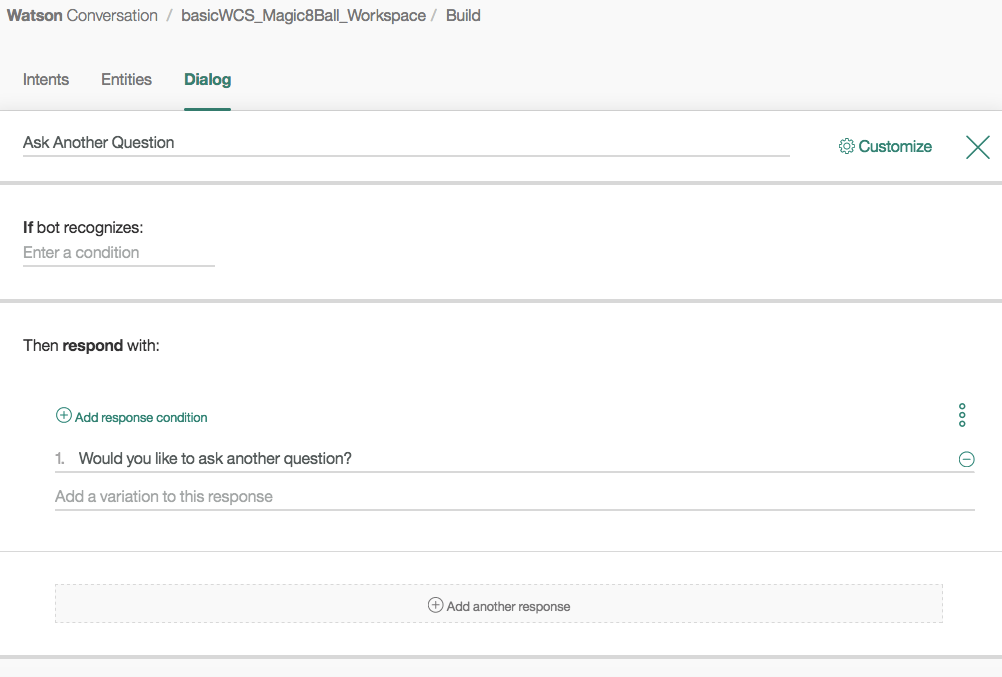 Watson Conversation / basicWCS_Magic8Ball_Workspace / Build
Intents Entities Dialog
Ask Another Question Customize
If bot recognizes:
Enter a condition
Then respond with:
Add response condition
1. Would you like to ask another question?
Add a variation to this response
Add another response